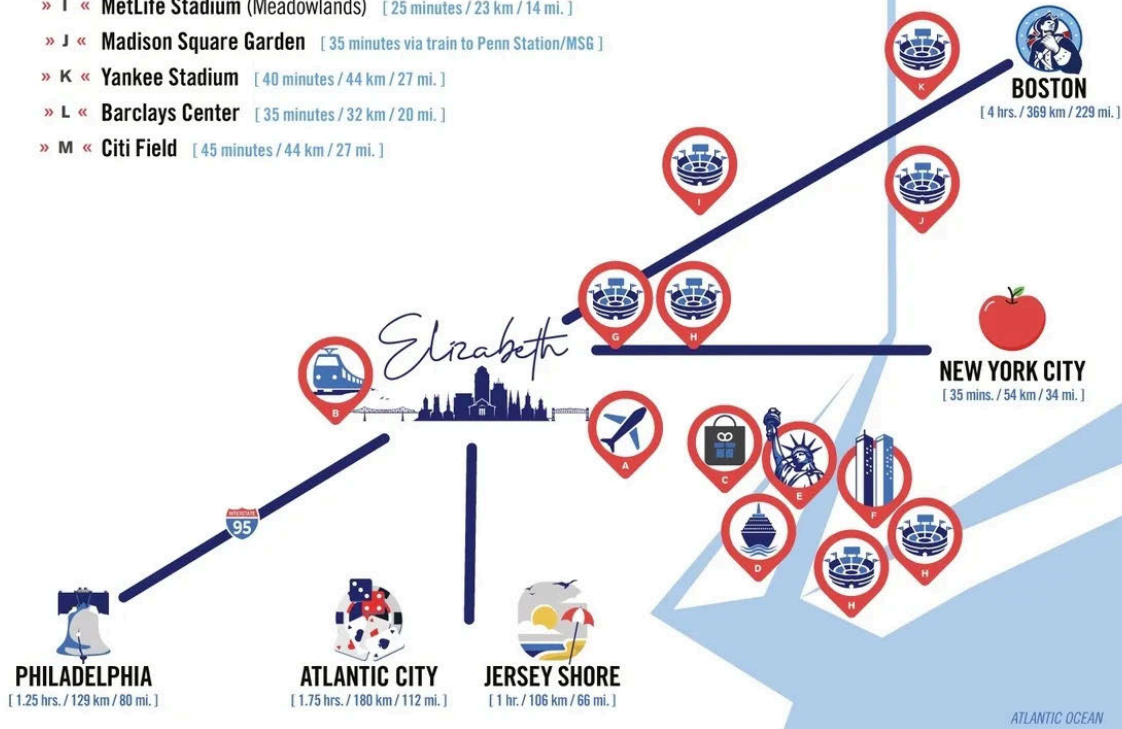 » I « MetLife Stadium (Meadowlands) [ 25 minutes / 23 km / 14 mi. ]
» J « Madison Square Garden [ 35 minutes via train to Penn Station/MSG ]
» K « Yankee Stadium [ 40 minutes / 44 km / 27 mi. ]
» L « Barclays Center [ 35 minutes / 32 km / 20 mi. ]
» M « Citi Field [ 45 minutes / 44 km / 27 mi. ]
K
BOSTON
[ 4 hrs. / 369 km / 229 mi. ]
I
J
G
H
Elizabeth
B
NEW YORK CITY
[ 35 mins. / 54 km / 34 mi. ]
A
C
E
F
D
H
H
INTERSTATE
95
PHILADELPHIA
[ 1.25 hrs. / 129 km / 80 mi. ]
ATLANTIC CITY
[ 1.75 hrs. / 180 km / 112 mi. ]
JERSEY SHORE
[ 1 hr. / 106 km / 66 mi. ]
ATLANTIC OCEAN